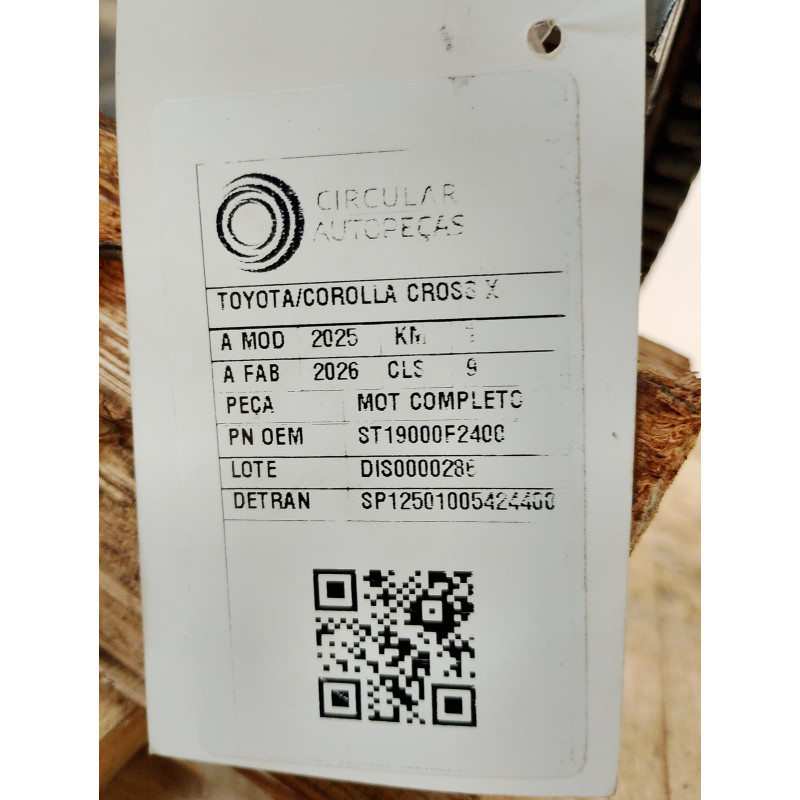 CIRCULAR
AUTOPEÇAS
TOYOTA/COROLLA CROSS X
A MOD 2025 KM
A FAB 2026 CLS 9
PEÇA MOT COMPLETO
PN OEM ST19000F2400
LOTE DIS0000286
DETRAN SP12501005424400